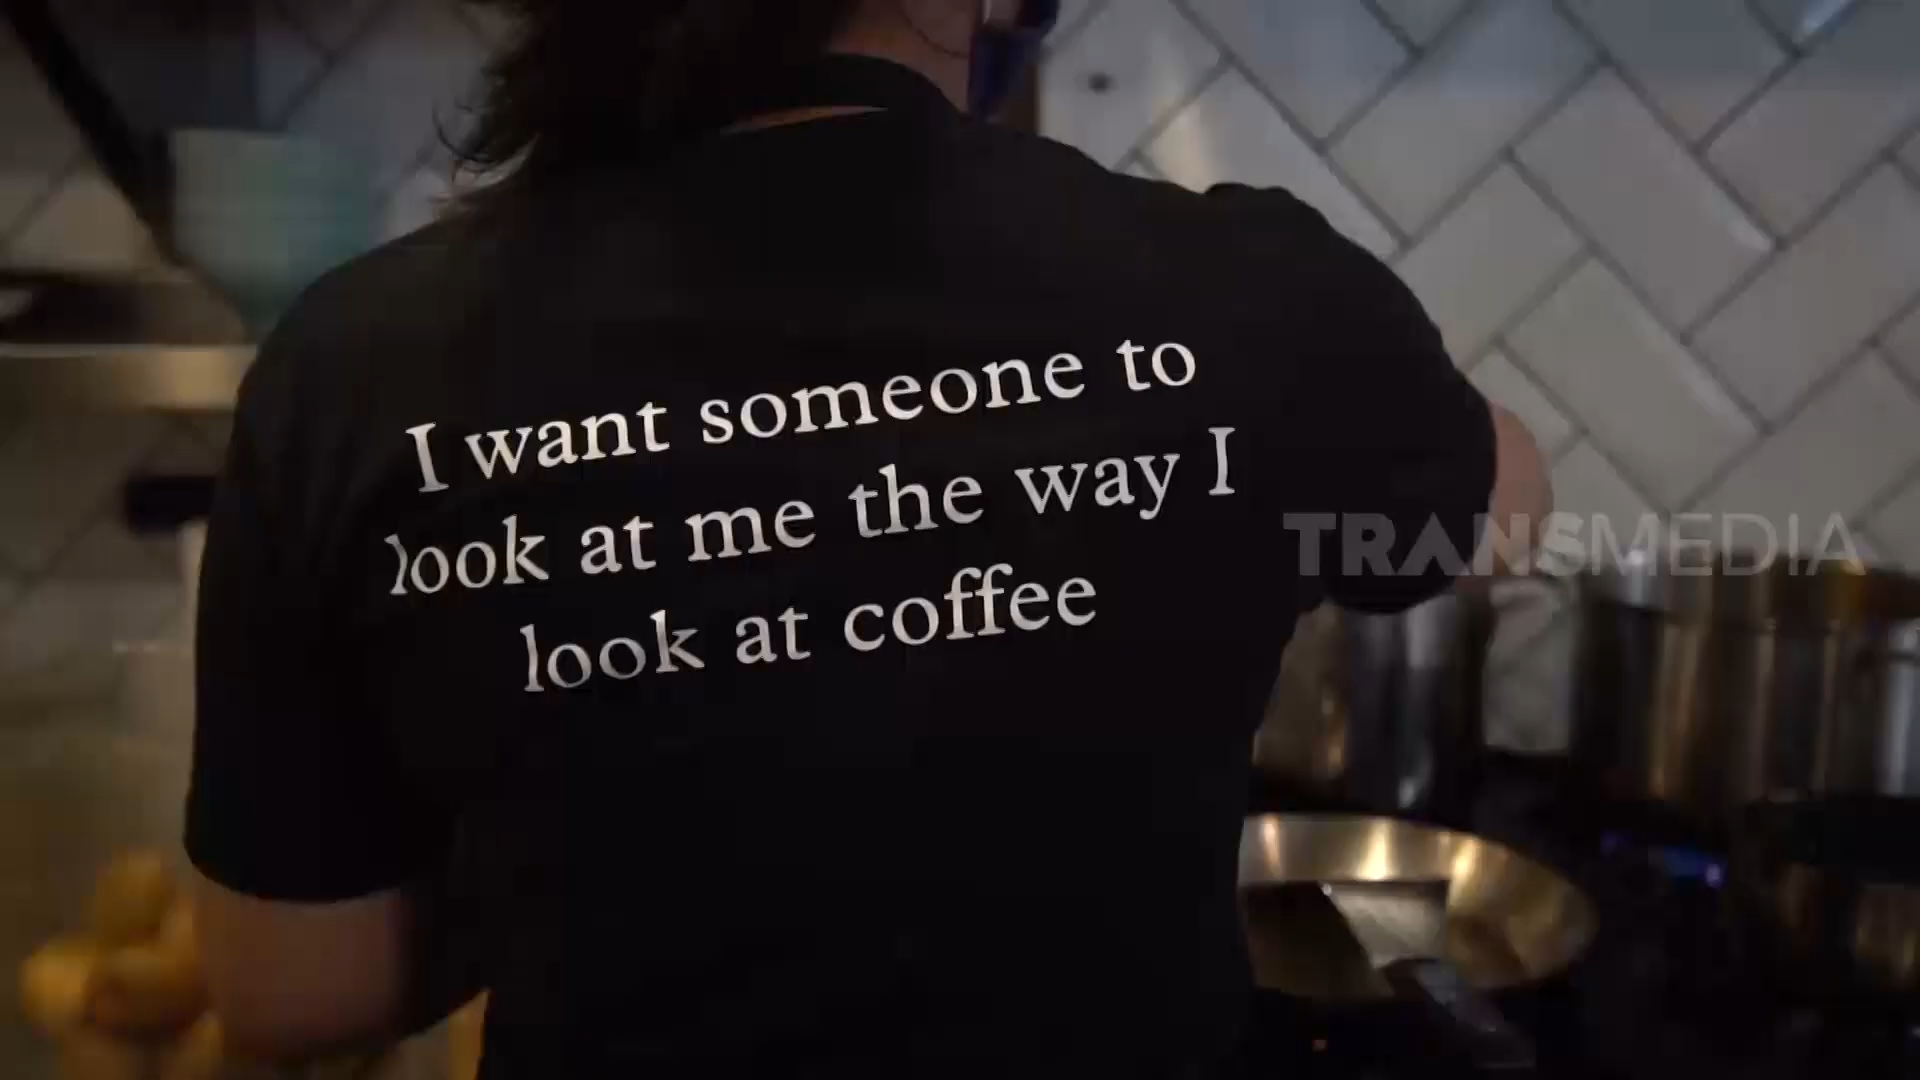 I want someone to
look at me the way I
look at coffee
TRANSMEDIA